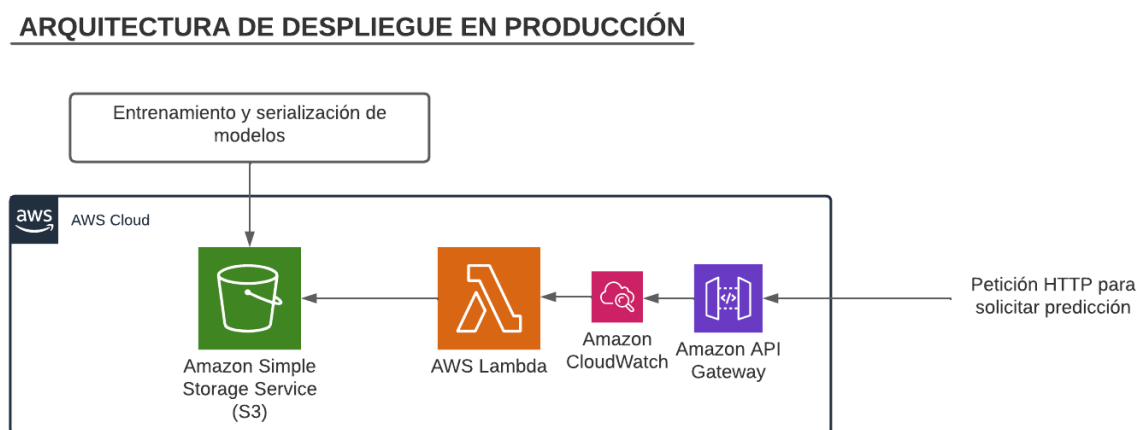 ARQUITECTURA DE DESPLIEGUE EN PRODUCCIÓN
Entrenamiento y serialización de
modelos
aws
AWS Cloud
Petición HTTP para
solicitar predicción
Amazon Simple
Storage Service
(S3)
AWS Lambda
Amazon
CloudWatch
Amazon API
Gateway